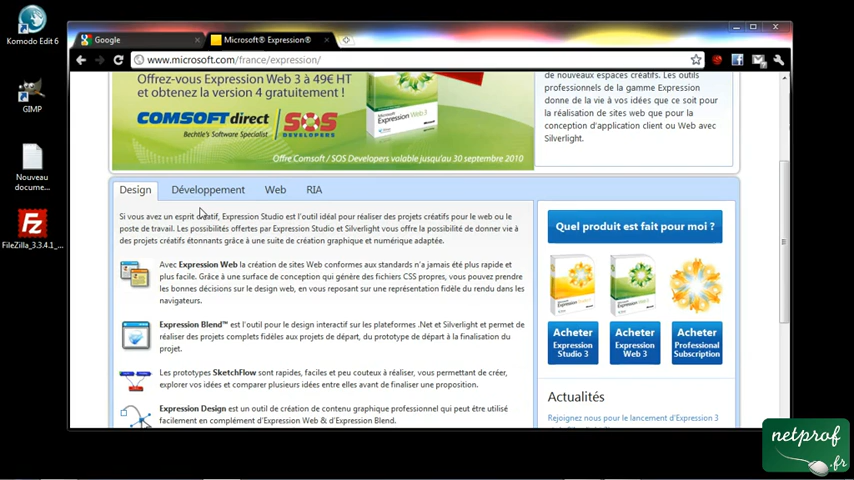 Komodo Edit 6
GIMP
Nouveau
docume...
FileZilla_3.3.4.1_...
Google
Microsoft® Expression®
www.microsoft.com/france/expression/
Offrez-vous Expression Web 3 à 49€ HT
et obtenez la version 4 gratuitement !
COMSOFT direct
Bechtle's Software Specialist
SOS
DEVELOPERS
Microsoft
Expression Web 3
Offre Comsoft / SOS Developers valable jusqu'au 30 septembre 2010
de nouveaux espaces créatifs. Les outils
professionnels de la gamme Expression
donne de la vie à vos idées que ce soit pour
la réalisation de sites web que pour la
conception d'application client ou Web avec
Silverlight.
Design
Développement
Web
RIA
Si vous avez un esprit créatif, Expression Studio est l'outil idéal pour réaliser des projets créatifs pour le web ou le
poste de travail. Les possibilités offertes par Expression Studio et Silverlight vous offre la possibilité de donner vie à
des projets créatifs étonnants grâce à une suite de création graphique et numérique adaptée.
Avec Expression Web la création de sites Web conformes aux standards n'a jamais été plus rapide et
plus facile. Grâce à une surface de conception qui génère des fichiers CSS propres, vous pouvez prendre
les bonnes décisions sur le design web, en vous reposant sur une représentation fidèle du rendu dans les
navigateurs.
Expression Blend™ est l'outil pour le design interactif sur les plateformes .Net et Silverlight et permet de
réaliser des projets complets fidèles aux projets de départ, du prototype de départ à la finalisation du
projet.
Les prototypes SketchFlow, rapides, faciles et peu couteux à réaliser, vous permettant de créer,
explorer vos idées et comparer plusieurs idées entre elles avant de finaliser une proposition.
Expression Design est un outil de création de contenu graphique professionnel qui peut être utilisé
facilement en complément d'Expression Web & d'Expression Blend.
Quel produit est fait pour moi ?
Acheter
Expression
Studio 3
Acheter
Expression
Web 3
Acheter
Professional
Subscription
Actualités
Rejoignez nous pour le lancement d'Expression 3
netprof
.fr